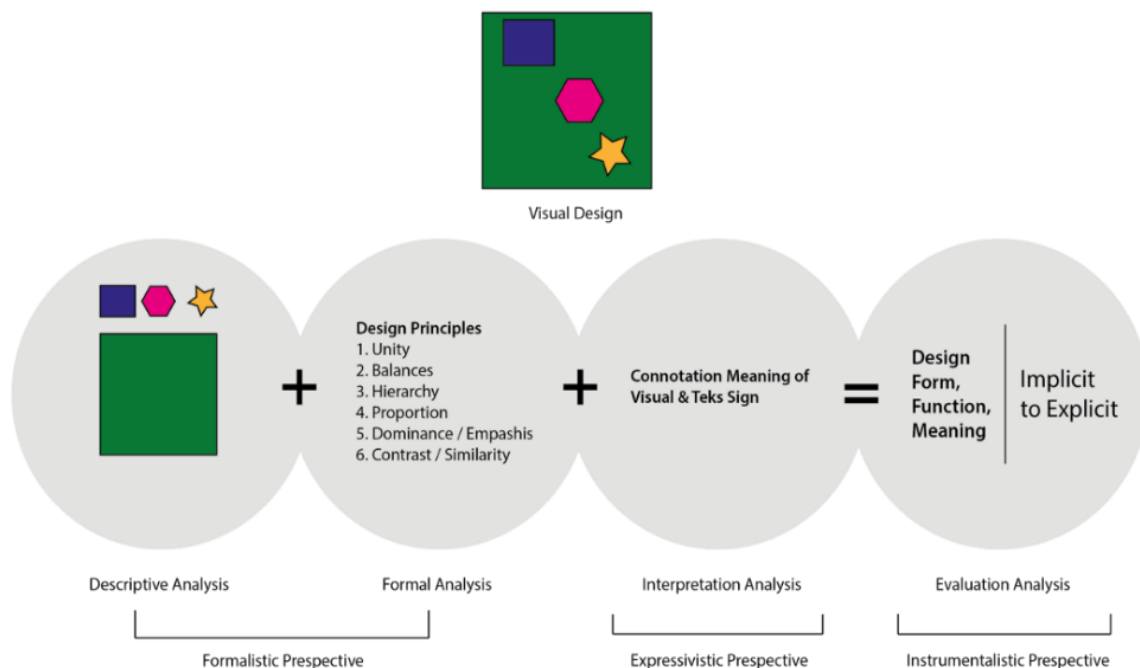 Visual Design
Design Principles
1. Unity
2. Balances
3. Hierarchy
4. Proportion
5. Dominance / Empashis
6. Contrast / Similarity
+
+
Connotation Meaning of
Visual & Teks Sign
=
Design
Form,
Function,
Meaning
Implicit
to Explicit
Descriptive Analysis
Formal Analysis
Interpretation Analysis
Evaluation Analysis
Formalistic Prespective
Expressivistic Prespective
Instrumentalistic Prespective